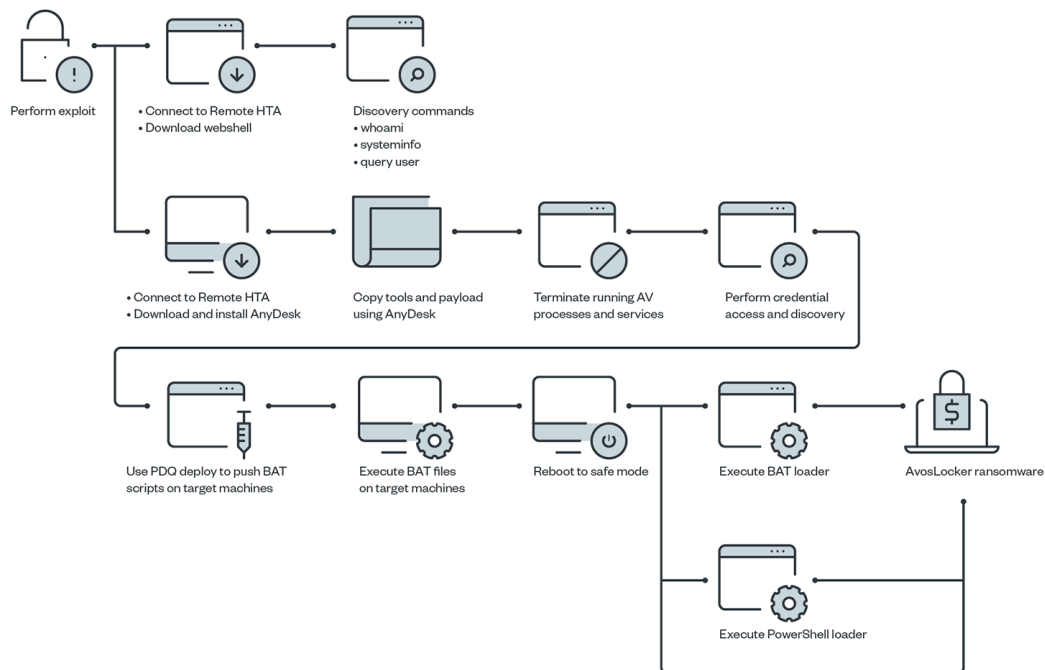 Perform exploit
• Connect to Remote HTA
• Download webshell
Discovery commands
• whoami
• systeminfo
• query user
• Connect to Remote HTA
• Download and install AnyDesk
Copy tools and payload
using AnyDesk
Terminate running AV
processes and services
Perform credential
access and discovery
Use PDQ deploy to push BAT
scripts on target machines
Execute BAT files
on target machines
Reboot to safe mode
Execute BAT loader
$
AvosLocker ransomware
Execute PowerShell loader